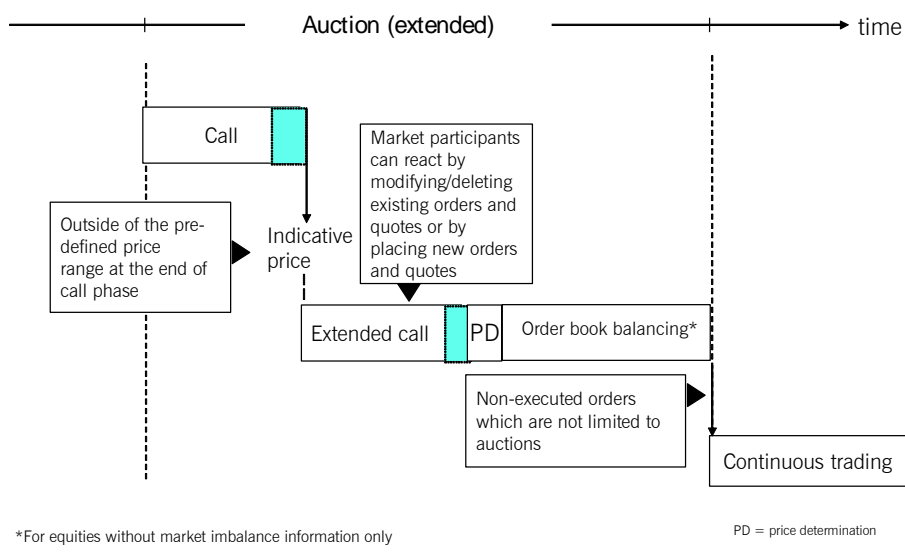 Auction (extended)
time
Call
Market participants
can react by
modifying/deleting
existing orders and
quotes or by
placing new orders
and quotes
Outside of the pre-
defined price
range at the end of
call phase
Indicative
price
Extended call
PD
Order book balancing*
Non-executed orders
which are not limited to
auctions
Continuous trading
*For equities without market imbalance information only
PD = price determination